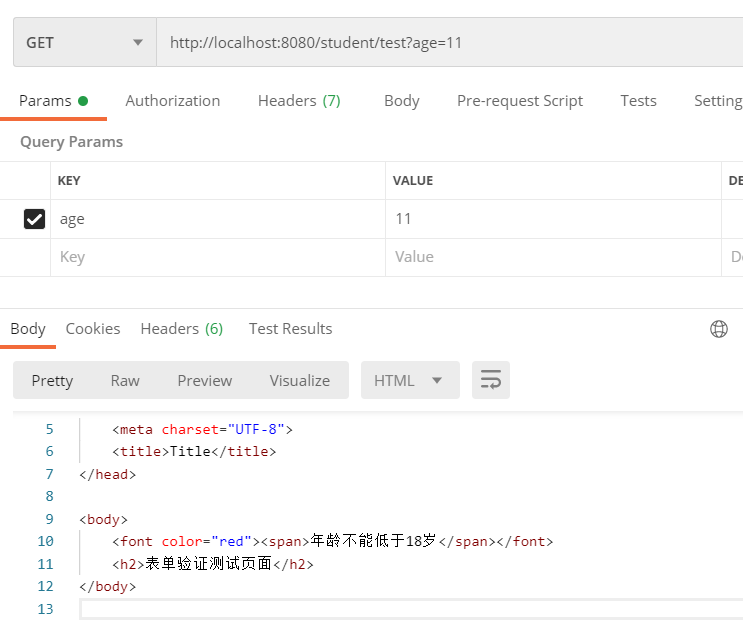 GET http://localhost:8080/student/test?age=11
Params Authorization Headers (7) Body Pre-request Script Tests Setting
Query Params
KEY VALUE DE
age 11
Key Value De
Body Cookies Headers (6) Test Results
Pretty Raw Preview Visualize HTML
5 <meta charset="UTF-8">
6 <title>Title</title>
7 </head>
8
9 <body>
10 <font color="red"><span>年龄不能低于18岁</span></font>
11 <h2>表单验证测试页面</h2>
12 </body>
13